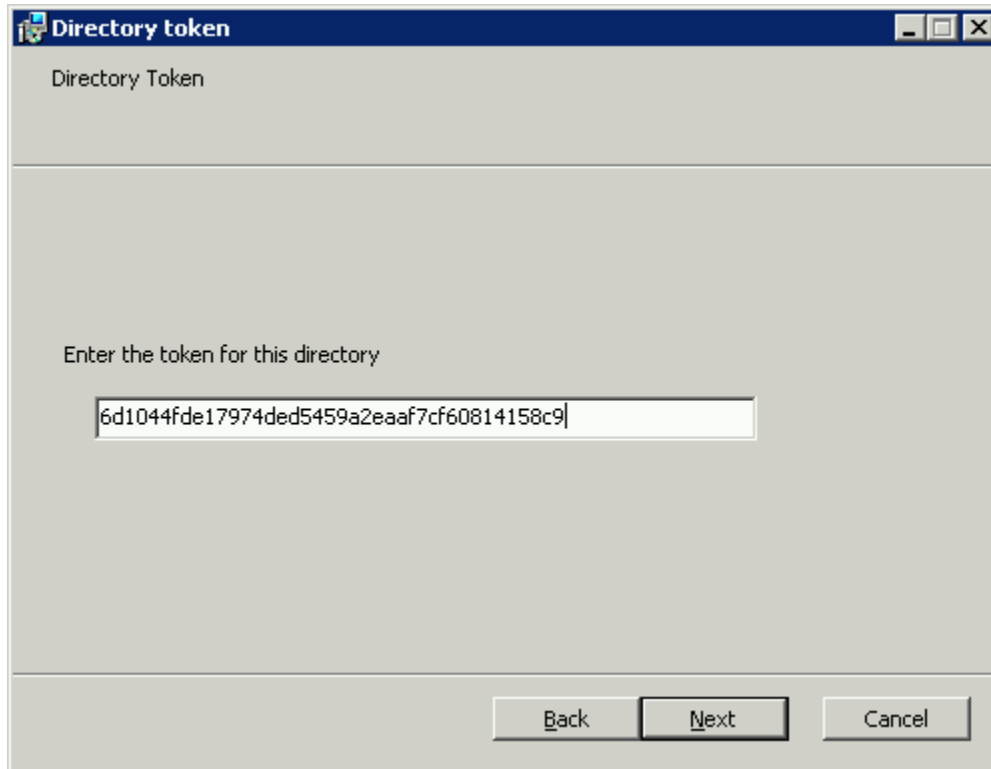 Directory token
Directory Token
Enter the token for this directory
6d1044fde17974ded5459a2eaaf7cf60814158c9
Back Next Cancel